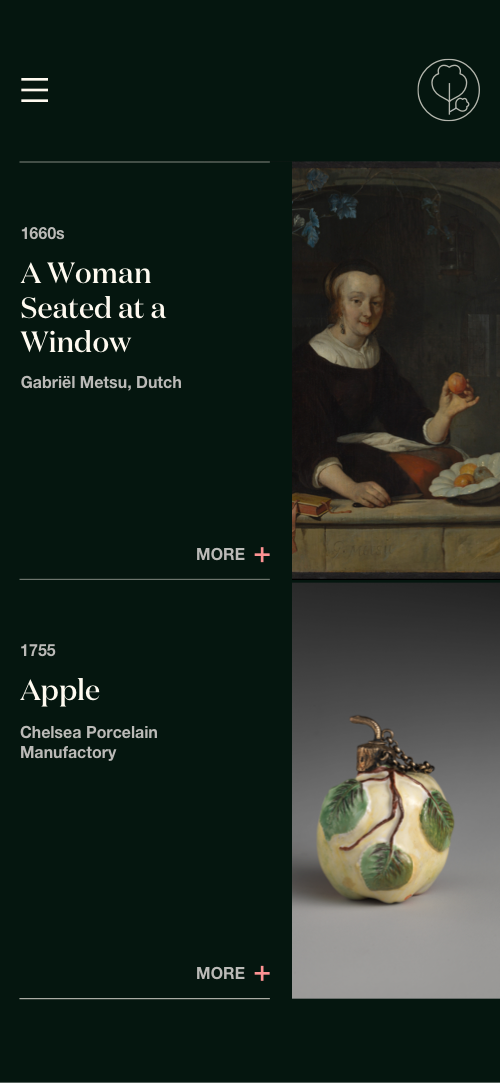 1660s
A Woman
Seated at a
Window
Gabriël Metsu, Dutch
MORE +
1755
Apple
Chelsea Porcelain
Manufactory
MORE +